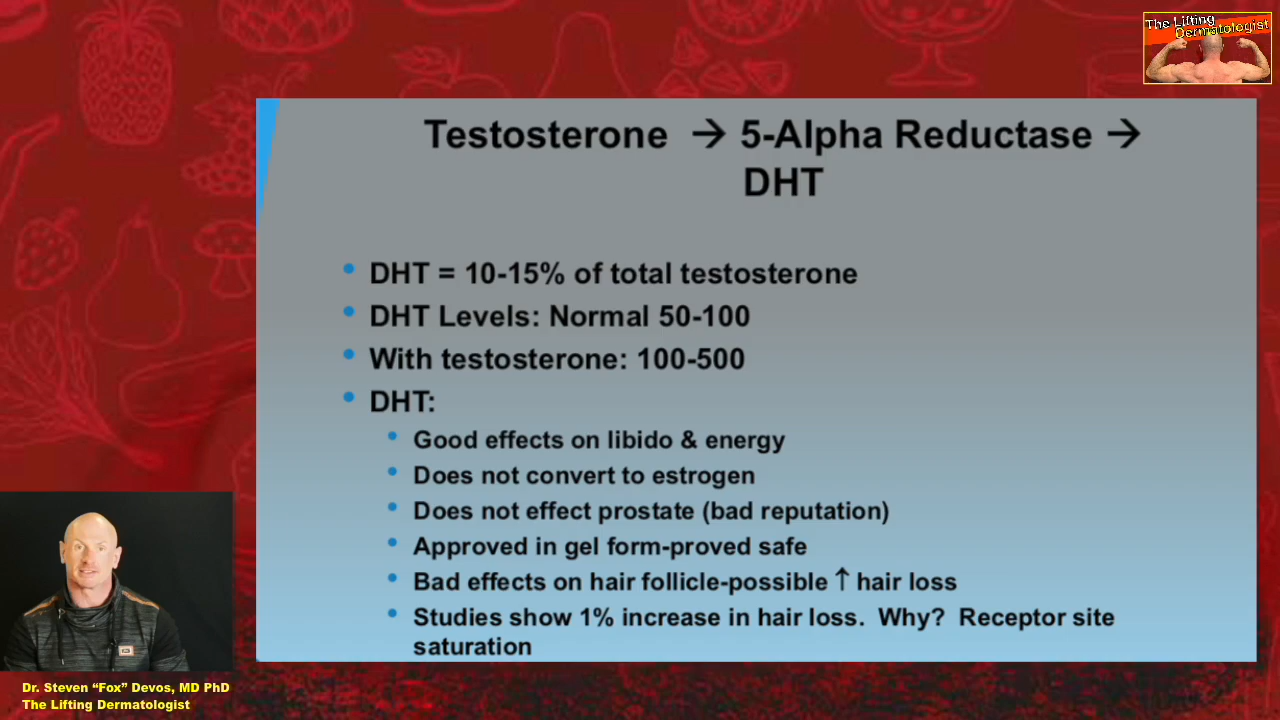 The Lifting
Dermatologist
Testosterone → 5-Alpha Reductase →
DHT
• DHT = 10-15% of total testosterone
• DHT Levels: Normal 50-100
• With testosterone: 100-500
• DHT:
• Good effects on libido & energy
• Does not convert to estrogen
• Does not effect prostate (bad reputation)
• Approved in gel form-proved safe
• Bad effects on hair follicle-possible ↑ hair loss
• Studies show 1% increase in hair loss. Why? Receptor site
saturation
Dr. Steven “Fox” Devos, MD PhD
The Lifting Dermatologist